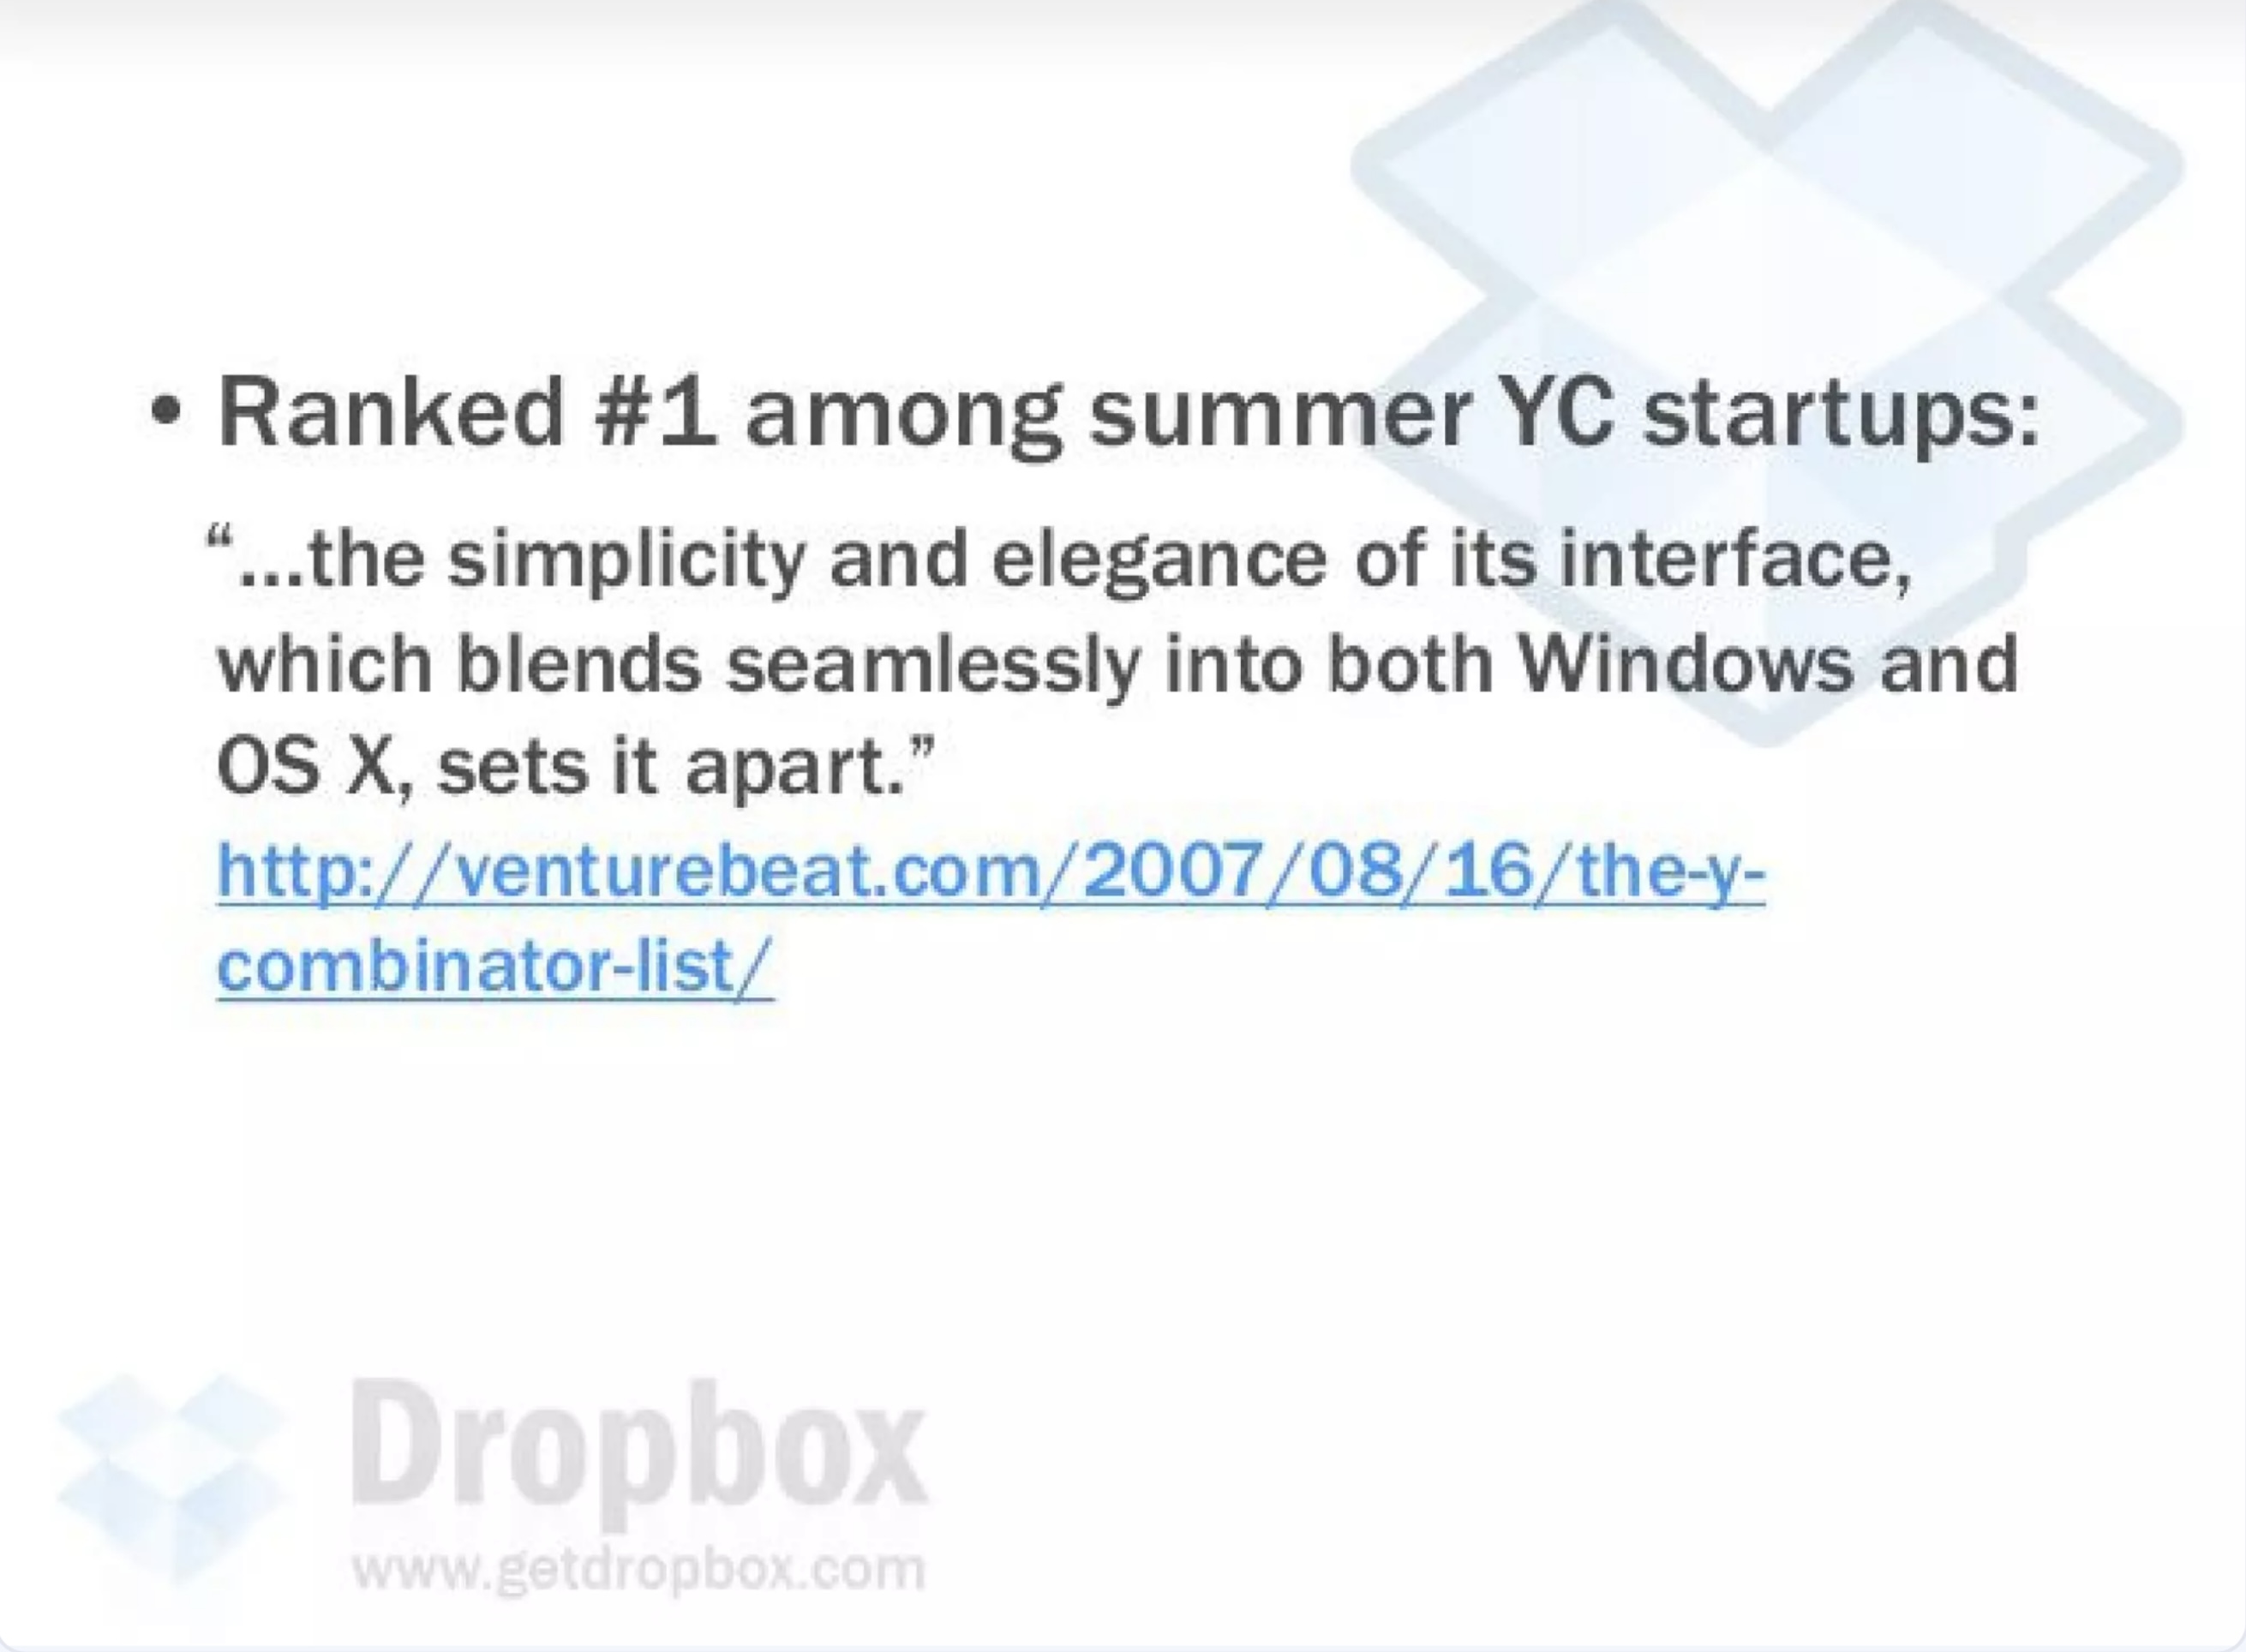 • Ranked #1 among summer YC startups:
“...the simplicity and elegance of its interface,
which blends seamlessly into both Windows and
OS X, sets it apart.”
http://venturebeat.com/2007/08/16/the-y-
combinator-list/
Dropbox
www.getdropbox.com